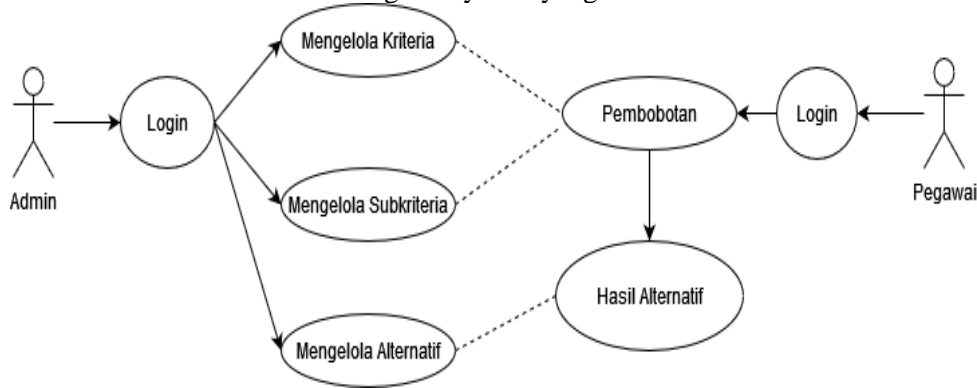 Mengelola Kriteria
Login
Pembobotan
Login
Admin
Mengelola Subkriteria
Pegawai
Hasil Alternatif
Mengelola Alternatif